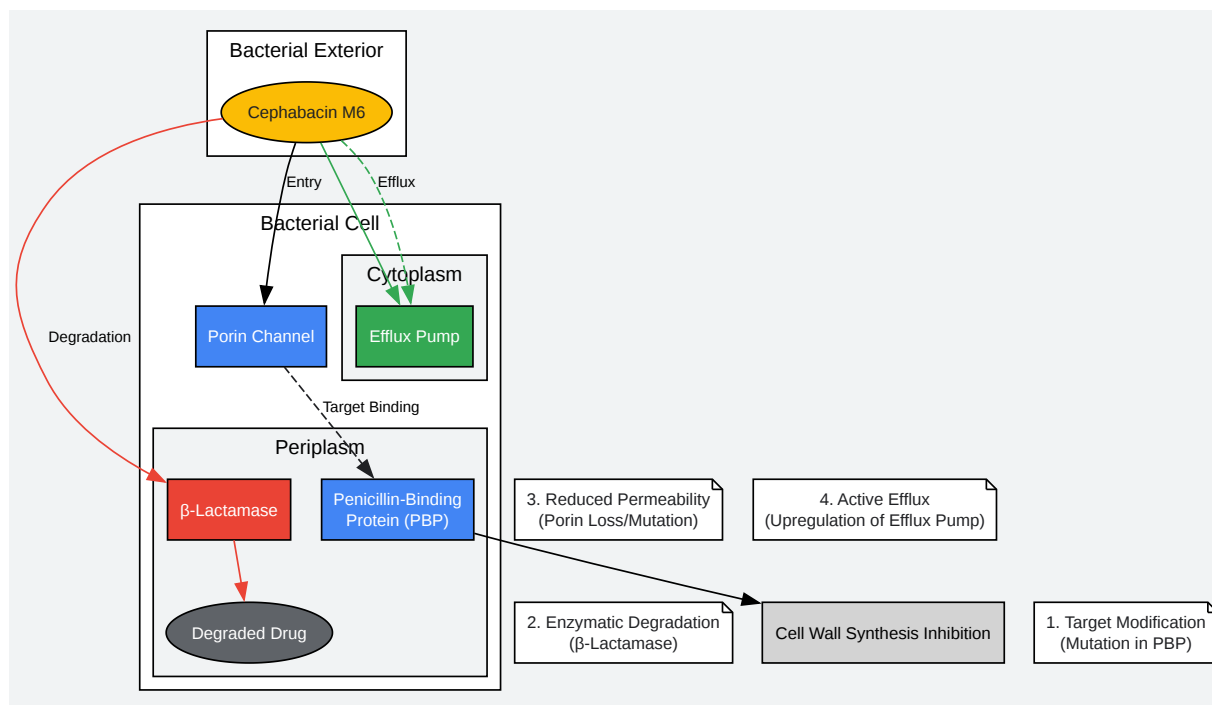 Bacterial Exterior
Cephabacin M6
Entry
Efflux
Bacterial Cell
Cytoplasm
Porin Channel
Efflux Pump
Degradation
Target Binding
Periplasm
β-Lactamase
Penicillin-Binding
Protein (PBP)
3. Reduced Permeability
(Porin Loss/Mutation)
4. Active Efflux
(Upregulation of Efflux Pump)
Degraded Drug
2. Enzymatic Degradation
(β-Lactamase)
Cell Wall Synthesis Inhibition
1. Target Modification
(Mutation in PBP)